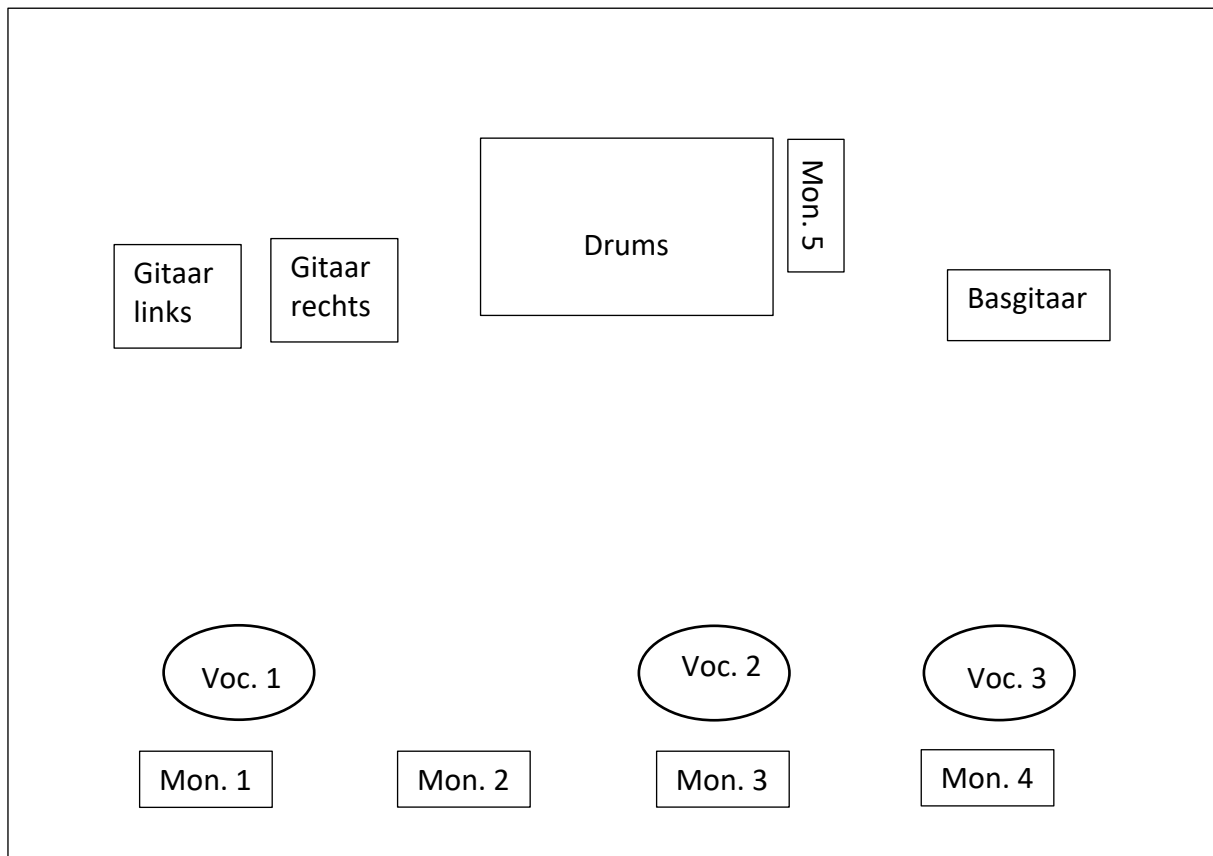 Mon. 5
Drums
Gitaar
links
Gitaar
rechts
Basgitaar
Voc. 1
Voc. 2
Voc. 3
Mon. 1
Mon. 2
Mon. 3
Mon. 4